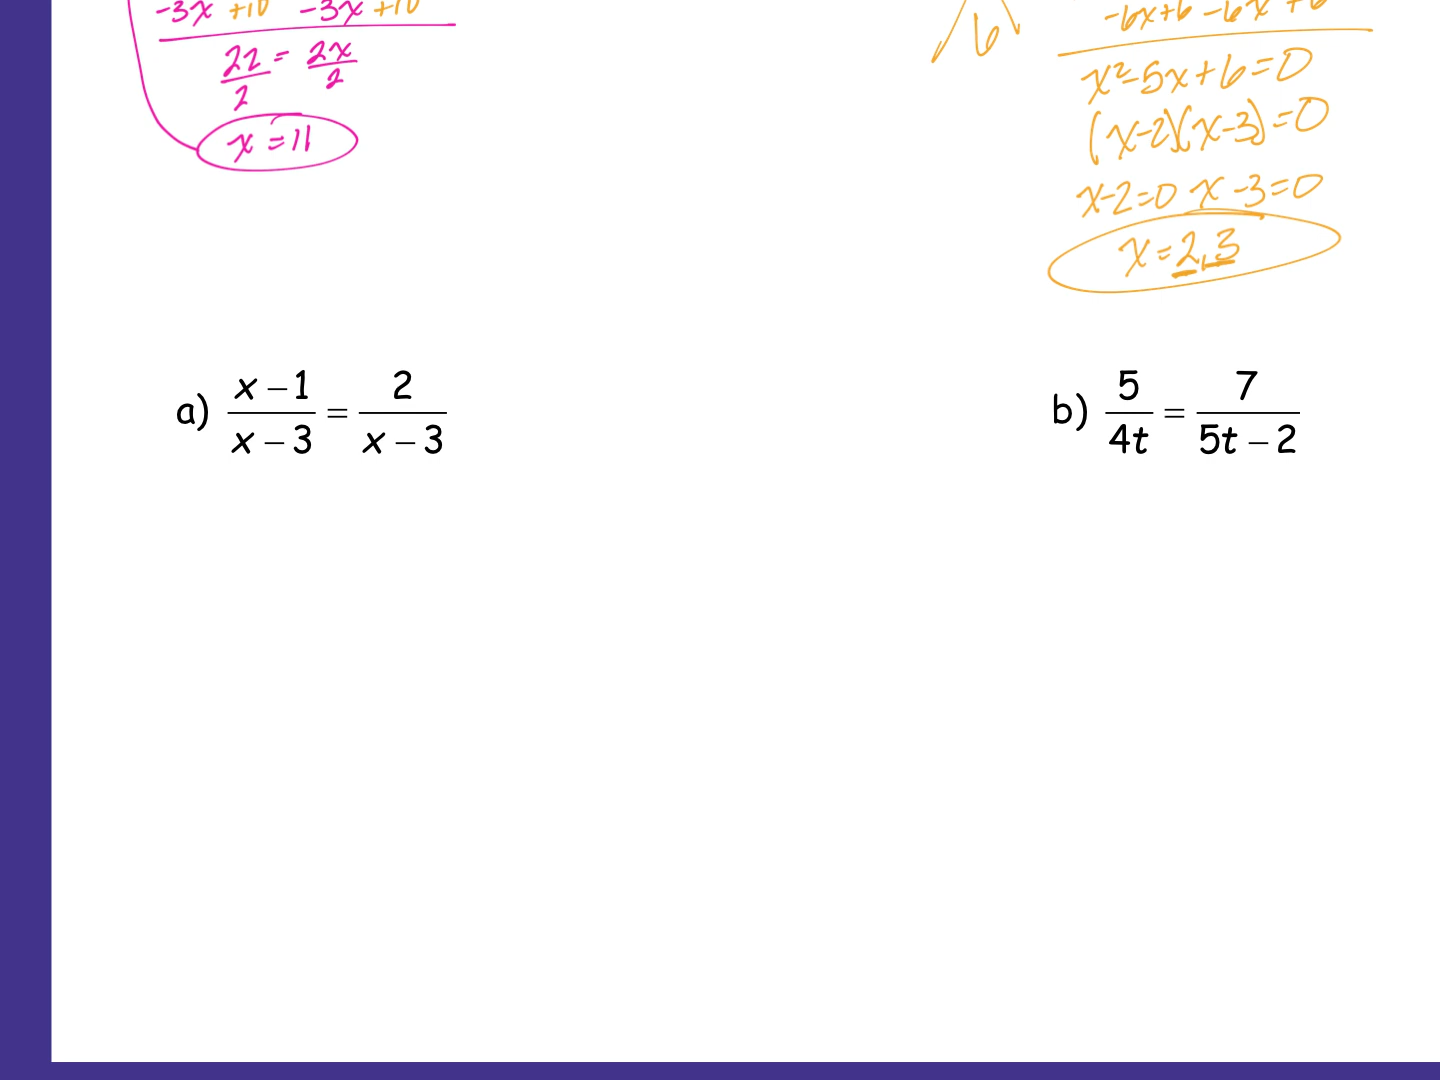 -3x +10 -3x +10
22/2 = 2x/2
x = 11
6
-6x+6 -6x +6
x²-5x+6=0
(x-2)(x-3)=0
x-2=0 x-3=0
x=2,3
a) (x − 1)/(x − 3) = 2/(x − 3)
b) 5/(4t) = 7/(5t − 2)